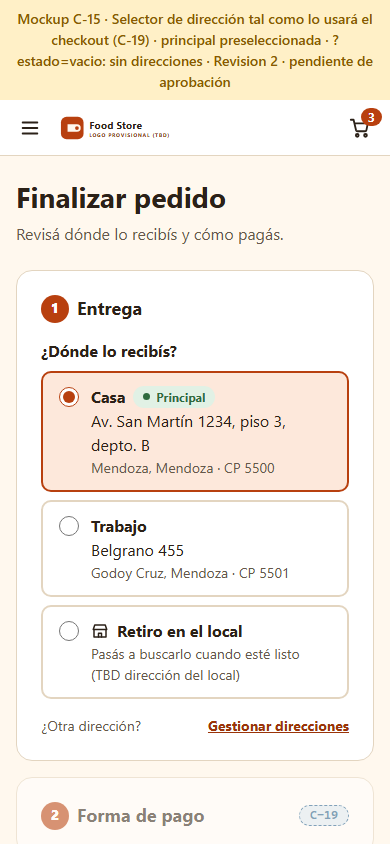 Mockup C-15 · Selector de dirección tal como lo usará el
checkout (C-19) · principal preseleccionada · ?
estado=vacio: sin direcciones · Revision 2 · pendiente de
aprobación
Food Store
LOGO PROVISIONAL (TBD)
3
Finalizar pedido
Revisá dónde lo recibís y cómo pagás.
1 Entrega
¿Dónde lo recibís?
Casa Principal
Av. San Martín 1234, piso 3,
depto. B
Mendoza, Mendoza · CP 5500
Trabajo
Belgrano 455
Godoy Cruz, Mendoza · CP 5501
Retiro en el local
Pasás a buscarlo cuando esté listo
(TBD dirección del local)
¿Otra dirección? Gestionar direcciones
2 Forma de pago C-19